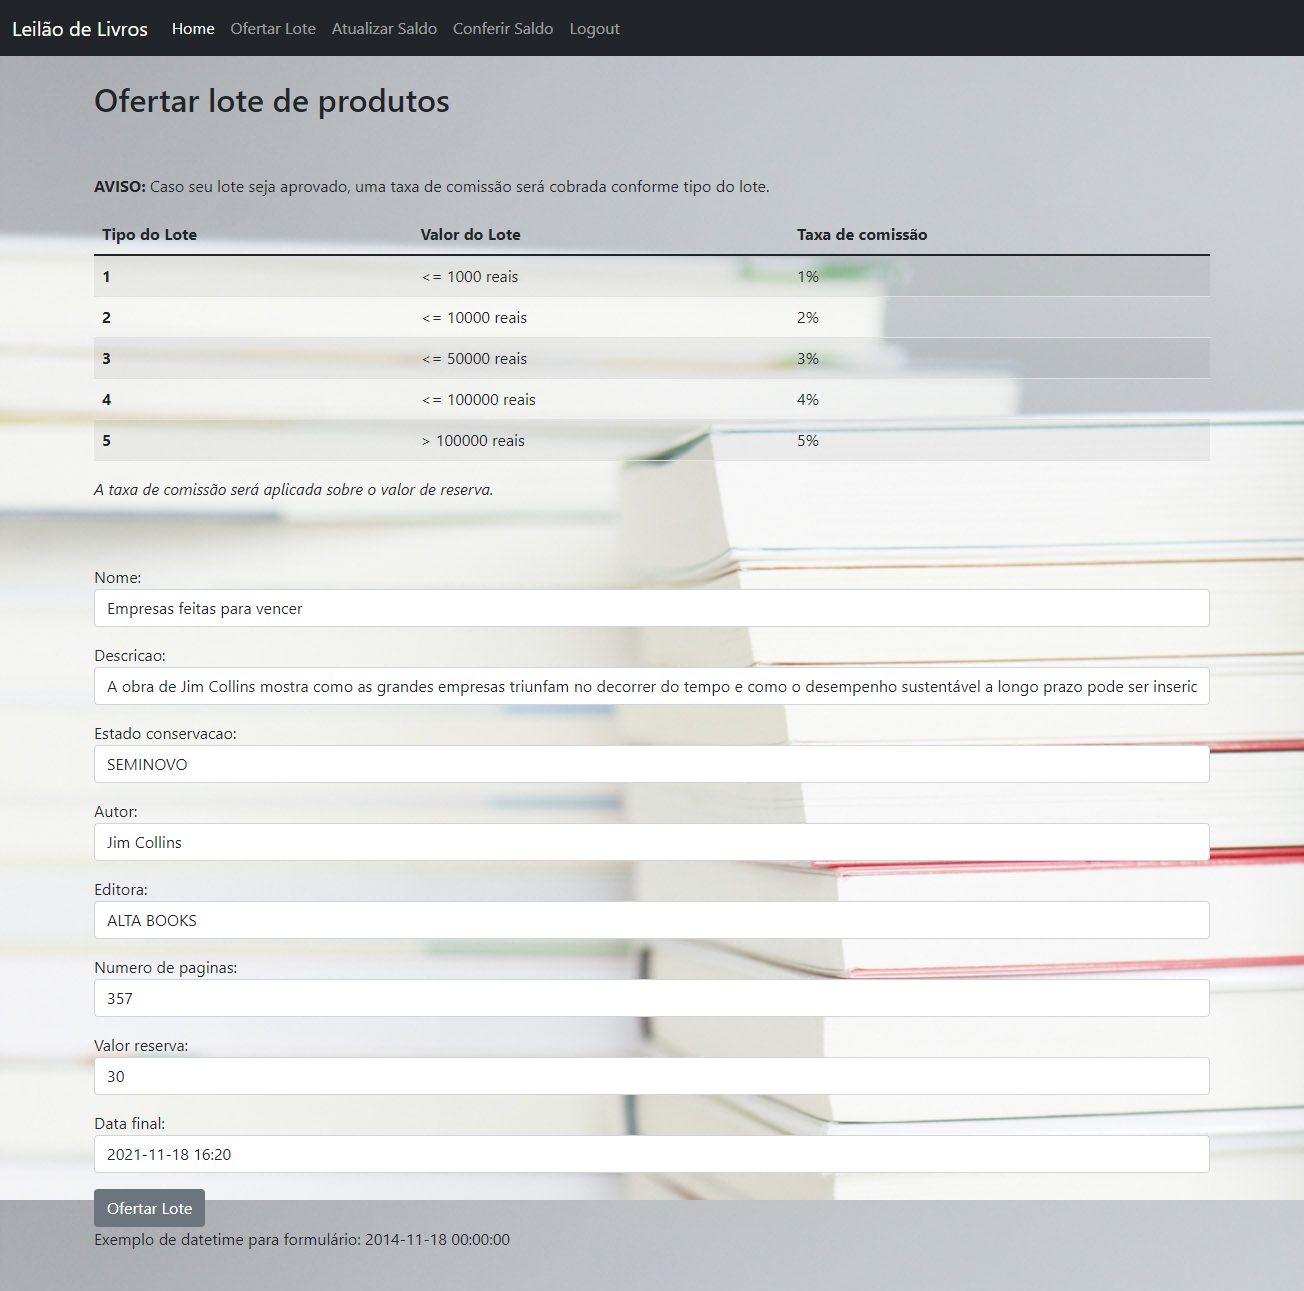 Leilão de Livros Home Ofertar Lote Atualizar Saldo Conferir Saldo Logout
Ofertar lote de produtos
AVISO: Caso seu lote seja aprovado, uma taxa de comissão será cobrada conforme tipo do lote.
Tipo do Lote Valor do Lote Taxa de comissão
1 <= 1000 reais 1%
2 <= 10000 reais 2%
3 <= 50000 reais 3%
4 <= 100000 reais 4%
5 > 100000 reais 5%
A taxa de comissão será aplicada sobre o valor de reserva.
Nome:
Empresas feitas para vencer
Descricao:
A obra de Jim Collins mostra como as grandes empresas triunfam no decorrer do tempo e como o desempenho sustentável a longo prazo pode ser
Estado conservacao:
SEMINOVO
Autor:
Jim Collins
Editora:
ALTA BOOKS
Numero de paginas:
357
Valor reserva:
30
Data final:
2021-11-18 16:20
Ofertar Lote
Exemplo de datetime para formulário: 2014-11-18 00:00:00